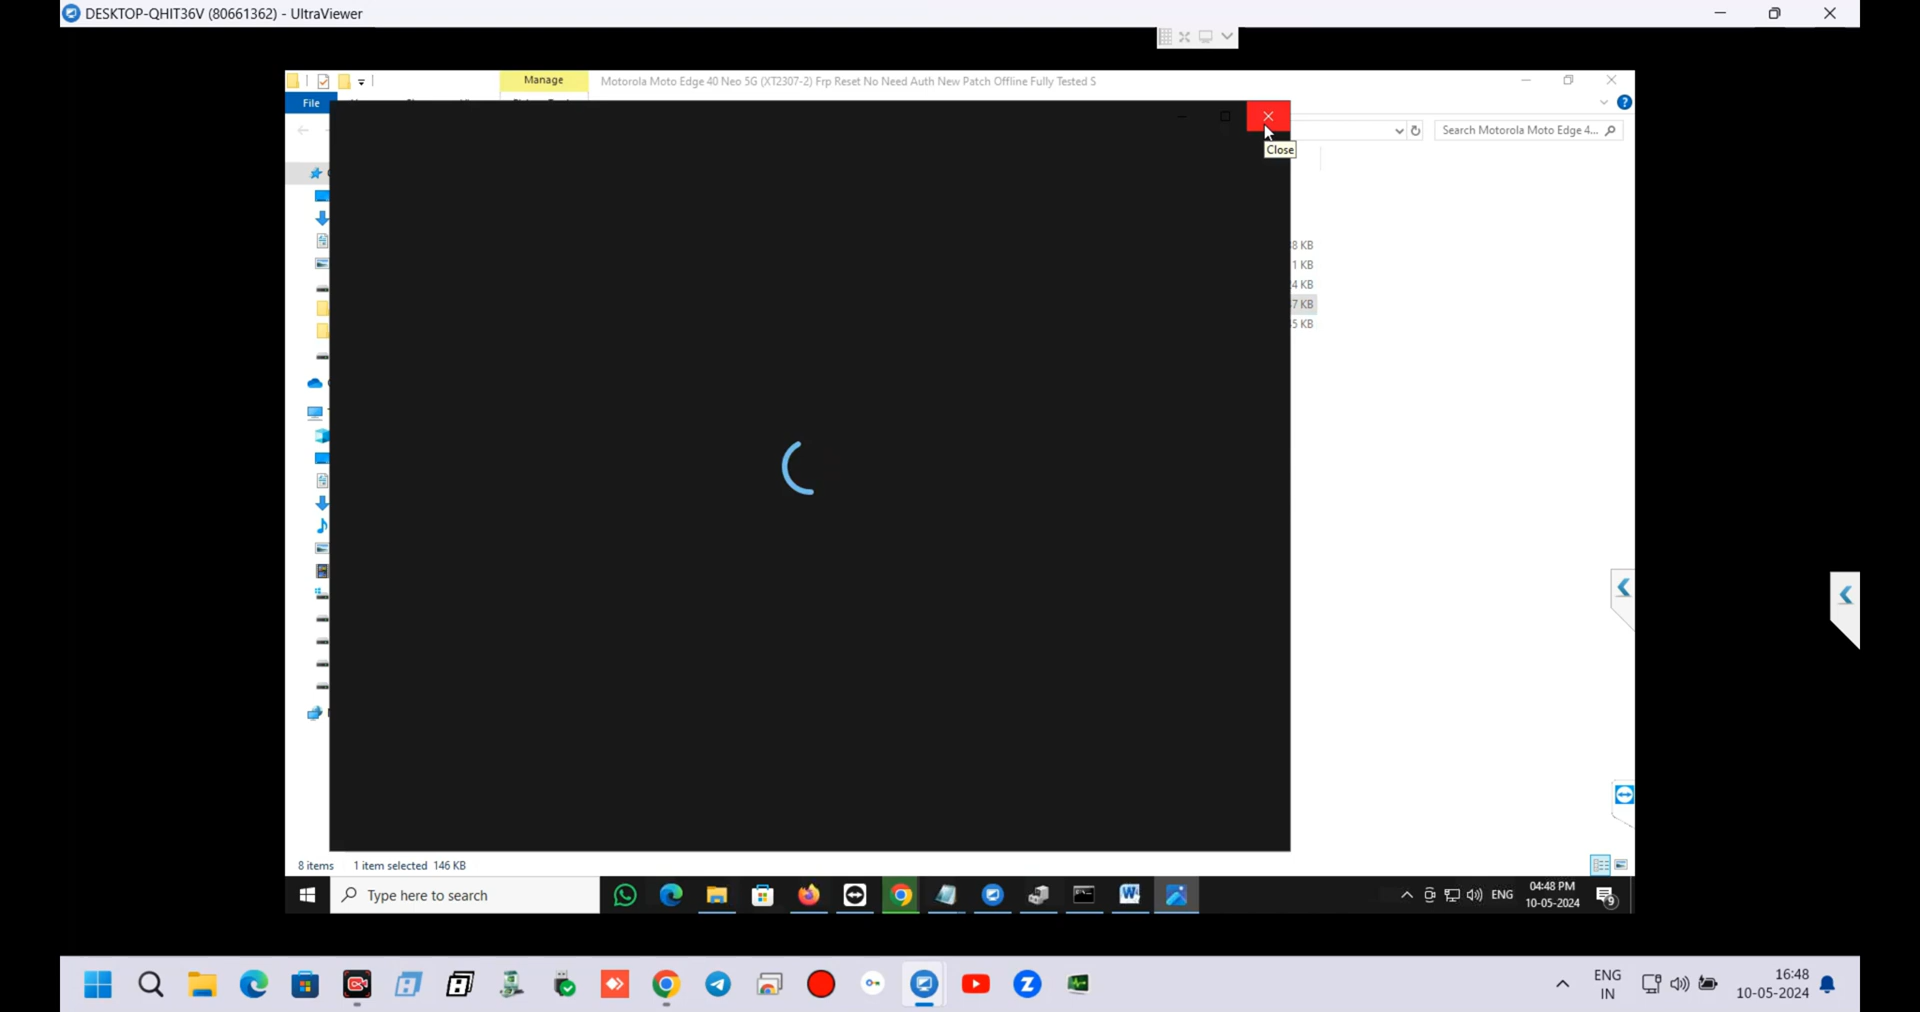 DESKTOP-QHIT36V (80661362) - UltraViewer
Manage
Motorola Moto Edge 40 Neo 5G (XT2307-2) Frp Reset No Need Auth New Patch Offline Fully Tested S
File
Search Motorola Moto Edge 4...
Close
8 KB
1 KB
4 KB
7 KB
5 KB
8 items 1 item selected 146 KB
Type here to search
ENG
04:48 PM
10-05-2024
9
ENG
IN
16:48
10-05-2024